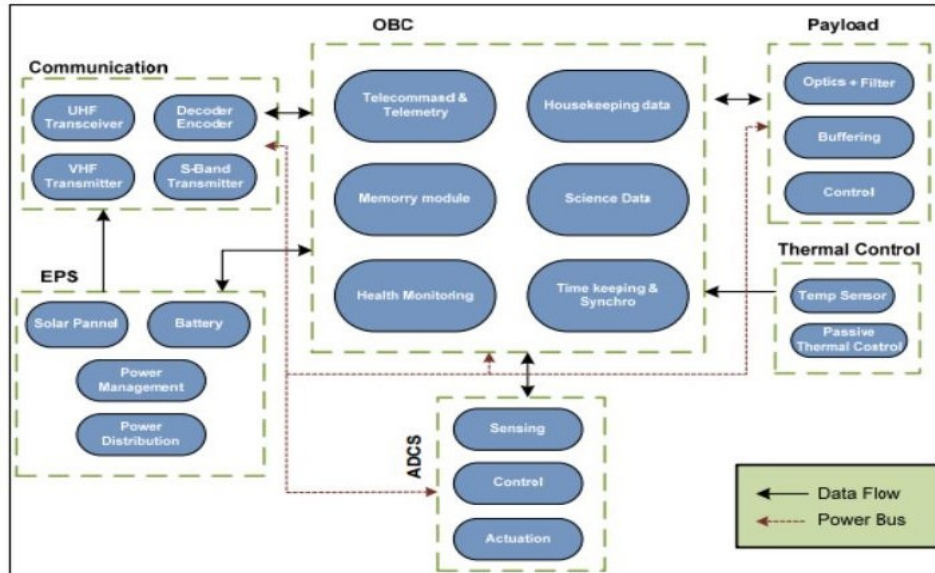 OBC
Payload
Communication
UHF
Transceiver
Decoder
Encoder
VHF
Transmitter
S-Band
Transmitter
Telecommasd &
Telemetry
Housekeeping data
Memorry module
Science Data
Health Monitoring
Time keeping &
Synchro
Optics + Filter
Buffering
Control
Thermal Control
Temp Sensor
Passive
Thermal Control
EPS
Solar Pannel
Battery
Power
Management
Power
Distribution
ADCS
Sensing
Control
Actuation
Data Flow
Power Bus